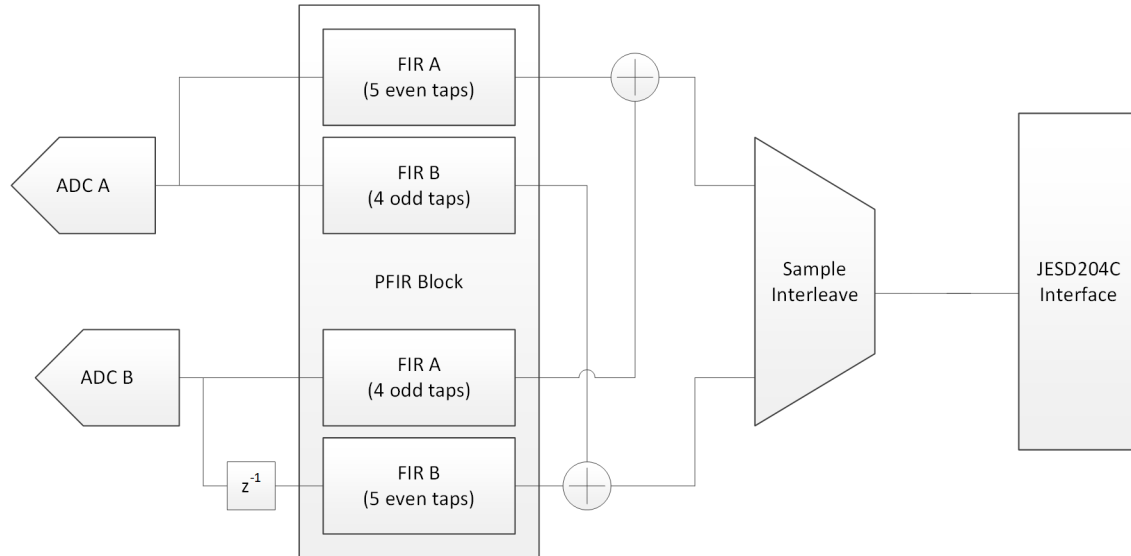 FIR A
(5 even taps)
ADC A
FIR B
(4 odd taps)
PFIR Block
Sample
Interleave
JESD204C
Interface
ADC B
FIR A
(4 odd taps)
z⁻¹
FIR B
(5 even taps)